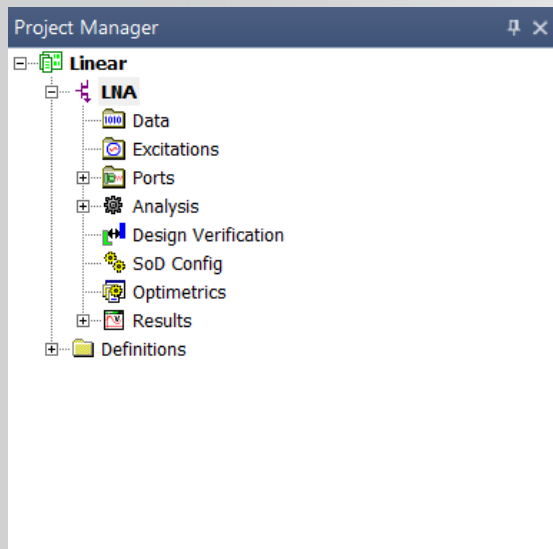 Project Manager
Linear
LNA
Data
Excitations
Ports
Analysis
Design Verification
SoD Config
Optimetrics
Results
Definitions